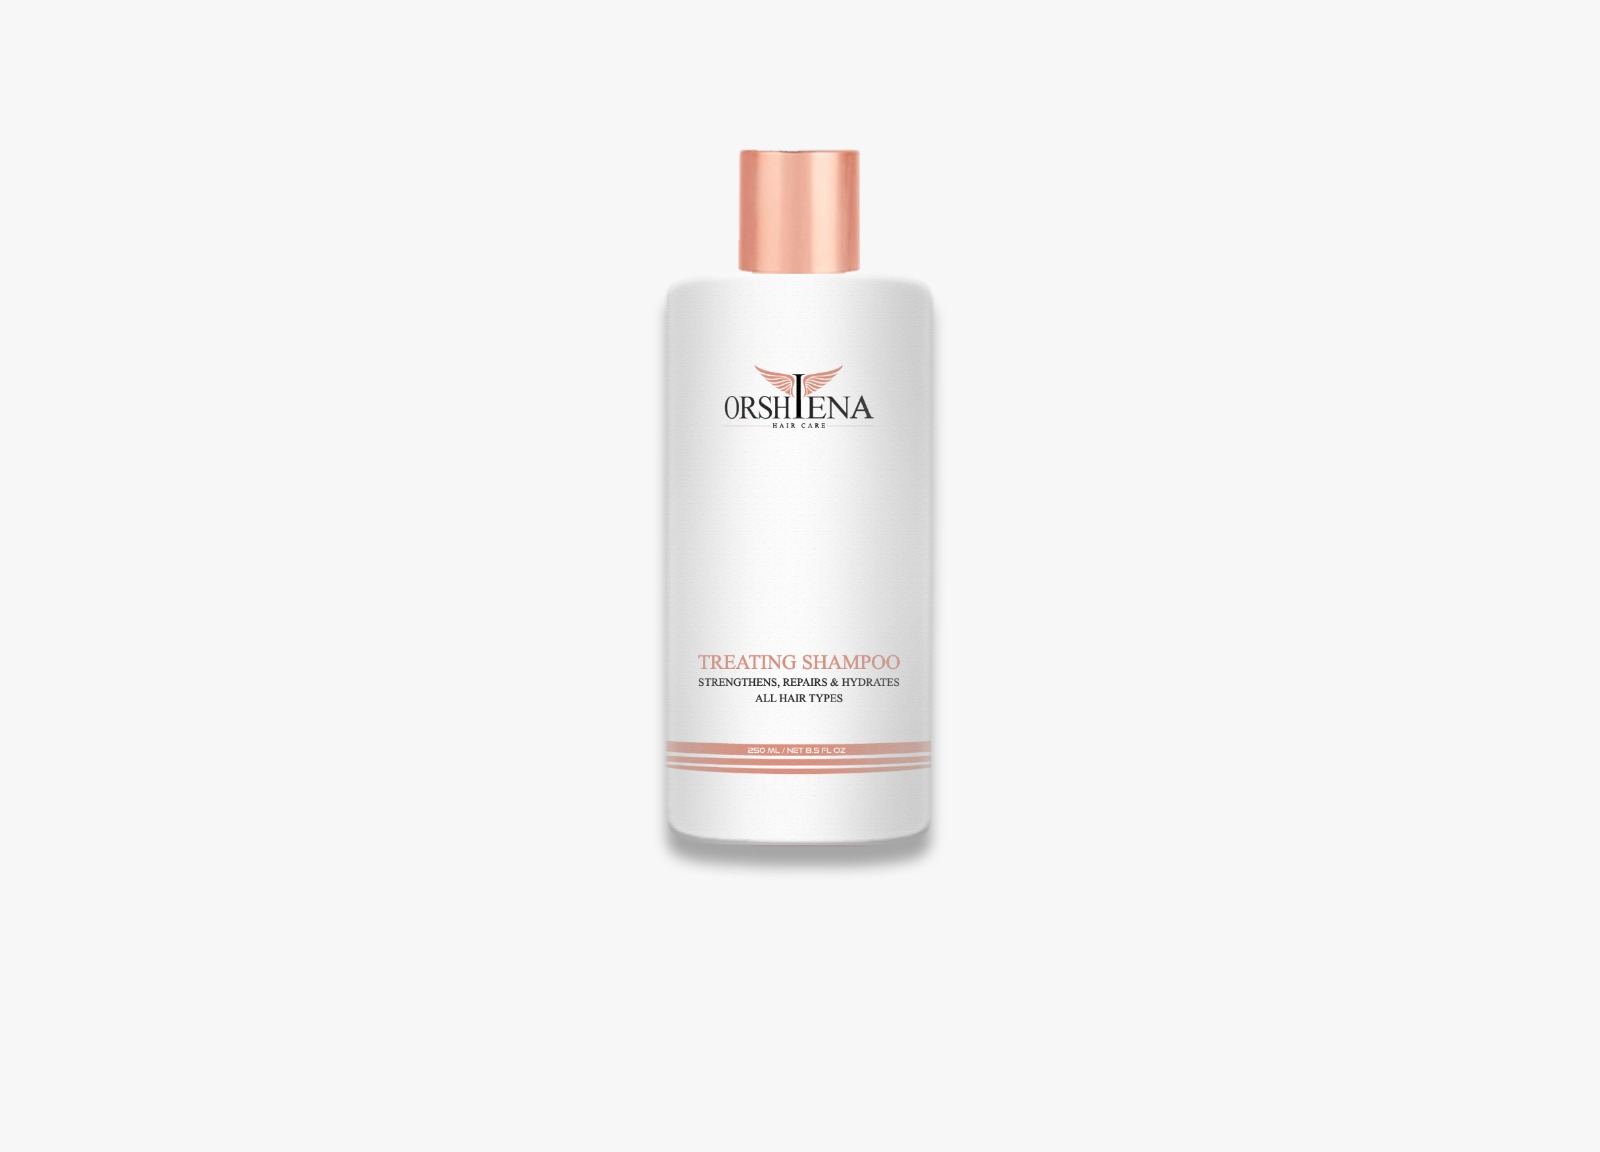 ORSHIENA
HAIR CARE
TREATING SHAMPOO
STRENGTHENS, REPAIRS & HYDRATES
ALL HAIR TYPES
250 ML / NET 8.5 FL OZ